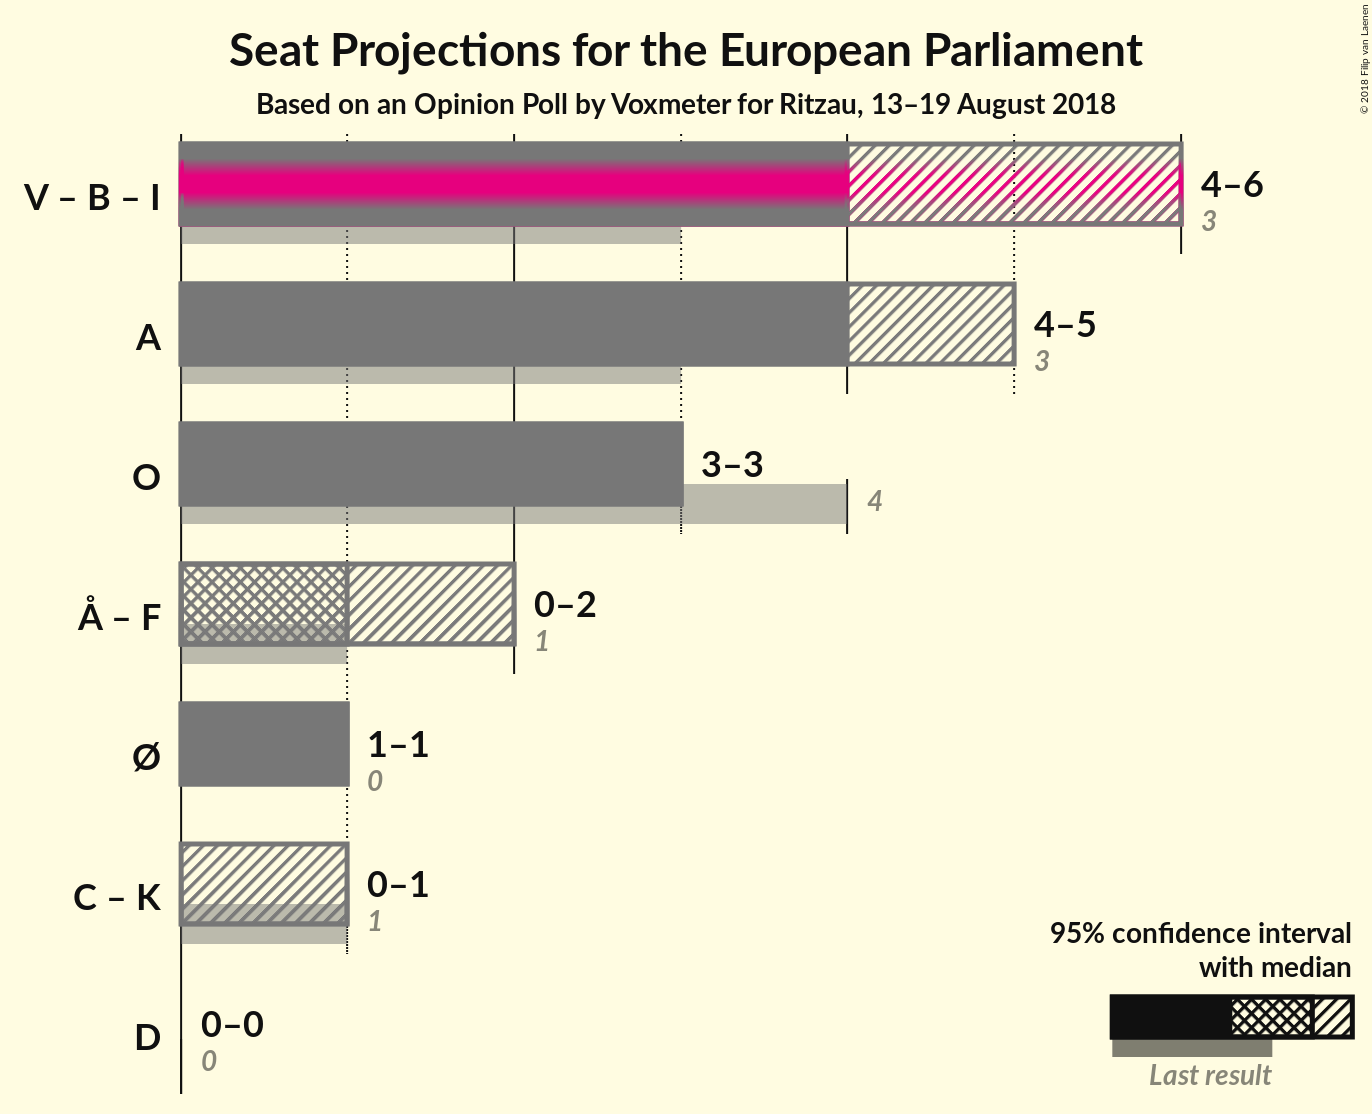 Seat Projections for the European Parliament
Based on an Opinion Poll by Voxmeter for Ritzau, 13–19 August 2018
© 2018 Filip van Laenen
V – B – I
4–6
3
A
4–5
3
O
3–3
4
Å – F
0–2
1
Ø
1–1
0
C – K
0–1
1
D
0–0
0
95% confidence interval
with median
Last result